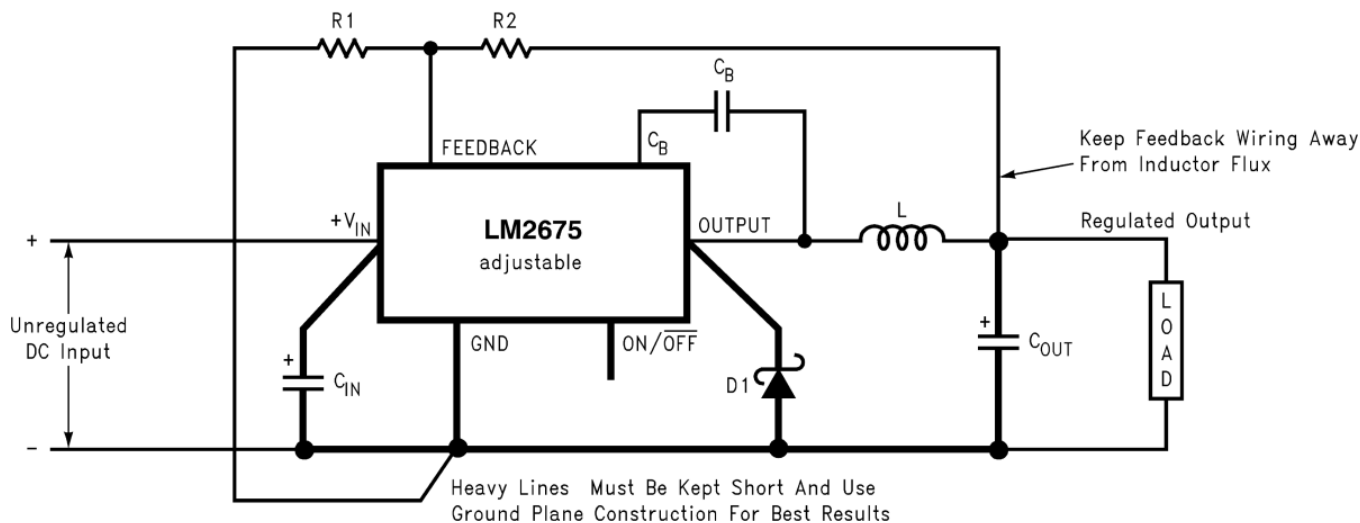 R1
R2
C_B
FEEDBACK
C_B
Keep Feedback Wiring Away
From Inductor Flux
+V_IN
LM2675
adjustable
OUTPUT
L
Regulated Output
+
Unregulated
DC Input
-
GND
ON/OFF
+
C_IN
D1
+
C_OUT
LOAD
Heavy Lines Must Be Kept Short And Use
Ground Plane Construction For Best Results